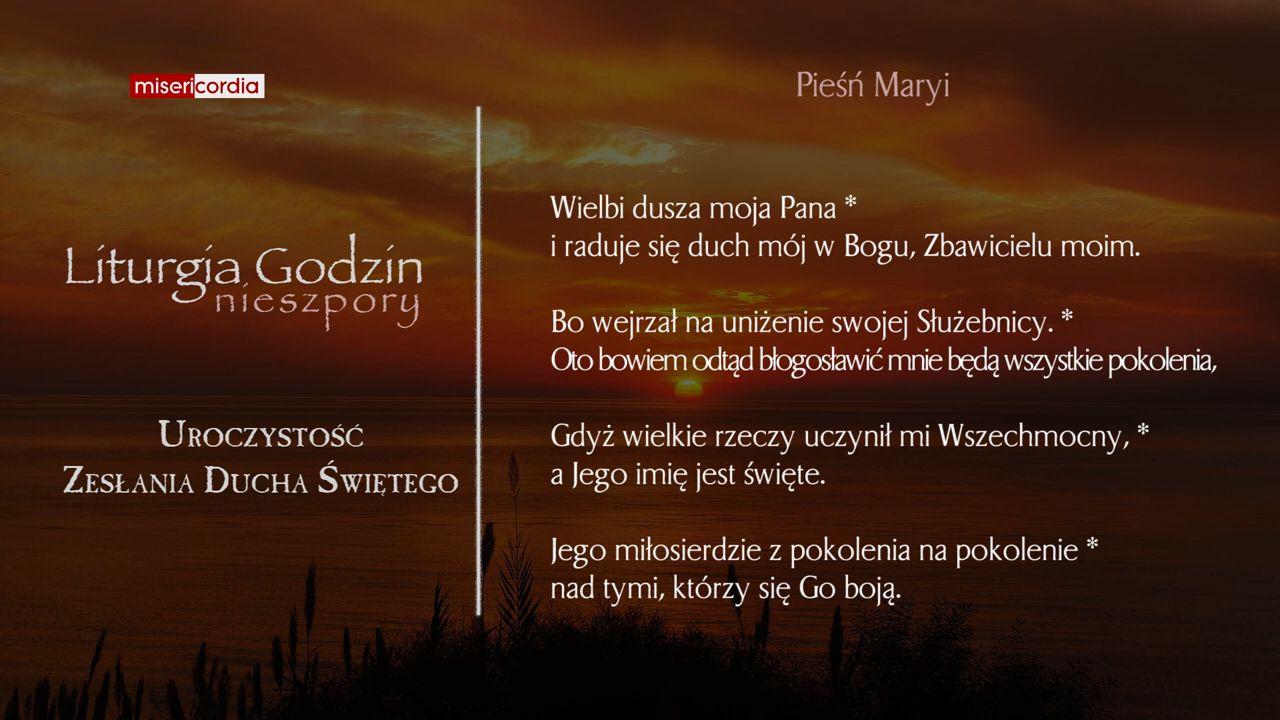 misericordia
Liturgia Godzin
nieszpory
Uroczystość
Zesłania Ducha Świętego
Pieśń Maryi
Wielbi dusza moja Pana *
i raduje się duch mój w Bogu, Zbawicielu moim.
Bo wejrzał na uniżenie swojej Służebnicy. *
Oto bowiem odtąd błogosławić mnie będą wszystkie pokolenia,
Gdyż wielkie rzeczy uczynił mi Wszechmocny, *
a Jego imię jest święte.
Jego miłosierdzie z pokolenia na pokolenie *
nad tymi, którzy się Go boją.